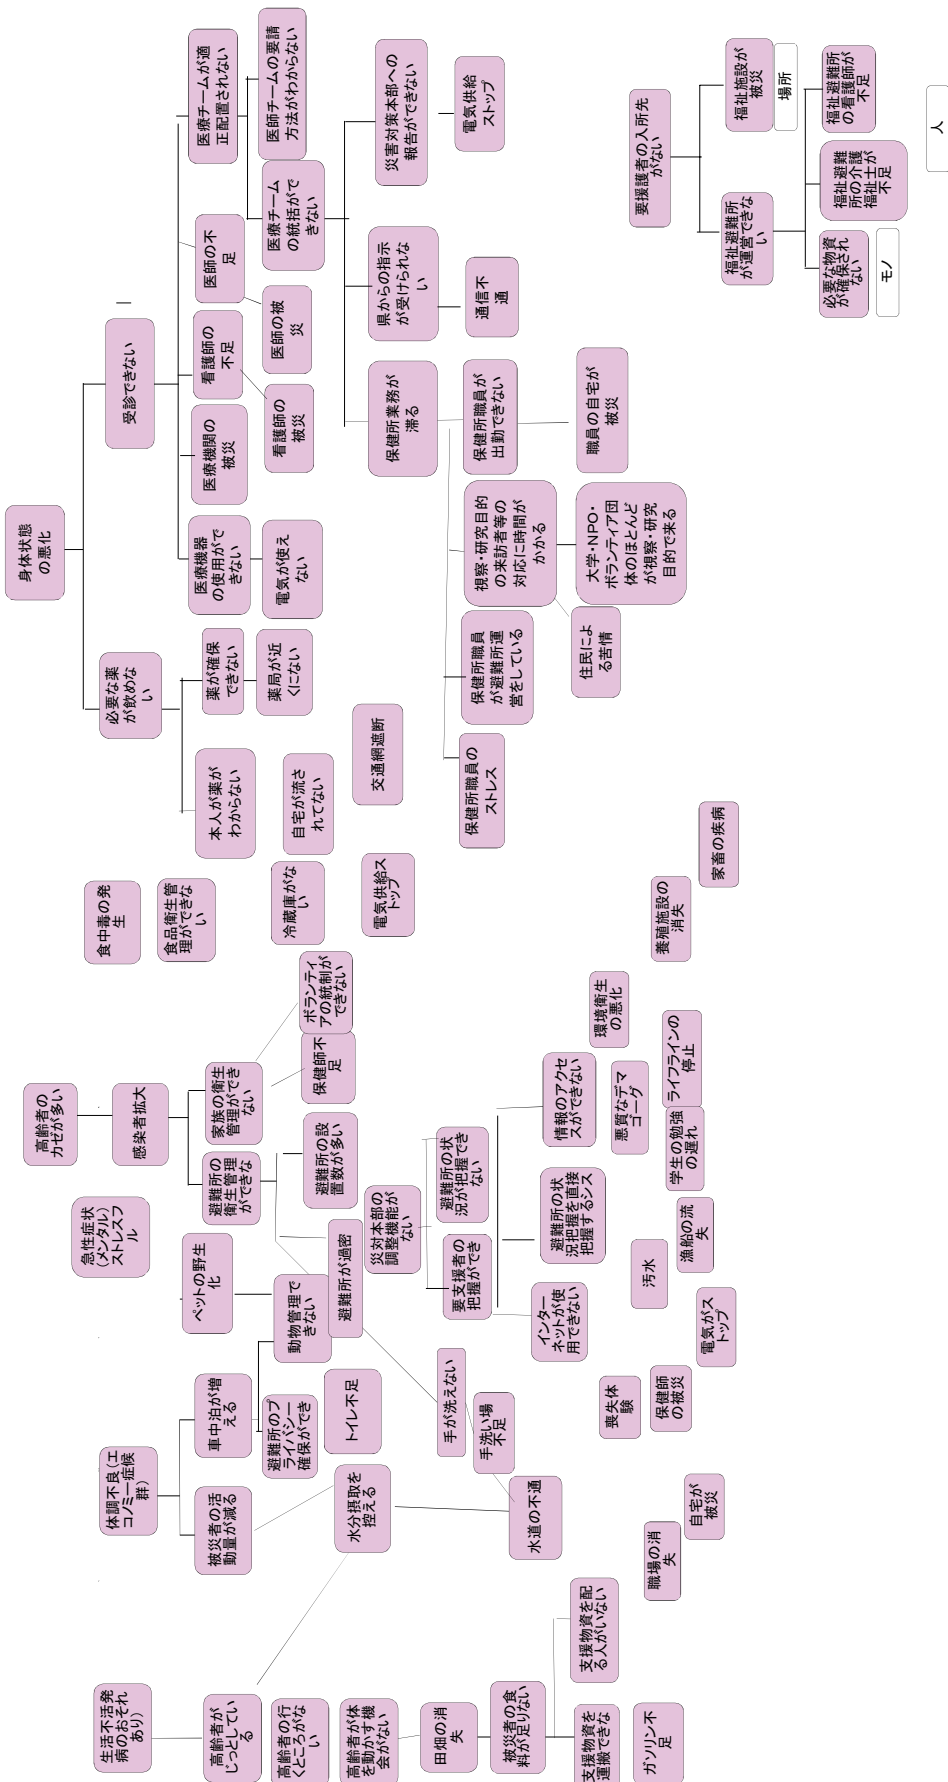 身体状態
の悪化
必要な薬
が飲めな
い
受診できない
本人が薬が
わからない
薬が確保
できない
薬局が近
くにない
医療機器
の使用がで
きない
電気が使え
ない
医療機関の
被災
看護師の
不足
看護師の
被災
医師の不
足
医師の被
災
医療チームが適
正配置されない
医師チームの要請
方法がわからない
医療チーム
の統括がで
きない
保健所業務が
滞る
県からの指示
が受けられな
い
通信不
通
災害対策本部への
報告ができない
電気供給
ストップ
保健所職員の
ストレス
保健所職員
が避難所運
営をしている
視察・研究目的
の来訪者等の
対応に時間が
かかる
住民によ
る苦情
大学・NPO・
ボランティア団
体のほとんど
が視察・研究
目的で来る
保健所職員が
出勤できない
職員の自宅が
被災
要援護者の入所先
がない
福祉避難所
が運営できな
い
福祉施設が
被災
場所
必要な物資
が確保され
ない
モノ
福祉避難
所の介護
福祉士が
不足
福祉避難所
の看護師が
不足
人
自宅が流さ
れてない
交通網遮断
食中毒の発
生
食品衛生管
理ができな
い
冷蔵庫がな
い
電気供給ス
トップ
高齢者の
カゼが多い
感染者拡大
避難所の
衛生管理
ができな
家族の衛生
管理ができ
ない
保健師不
足
ボランティ
アの統制が
できない
避難所の設
置数が多い
避難所が過密
急性症状
（メンタル）
ストレスフ
ル
ペットの野生
化
動物管理で
きない
災対本部の
調整機能が
ない
要支援者の
把握ができ
避難所の状
況が把握でき
ない
インター
ネットが使
用できない
避難所の状
況把握を直接
把握するシス
情報のアクセ
スができない
体調不良（エ
コノミー症候
群）
被災者の活
動量が減る
車中泊が増
える
避難所のプ
ライバシー
確保ができ
トイレ不足
水分摂取を
控える
手が洗えない
手洗い場
不足
水道の不通
生活不活発
病のおそれ
あり）
高齢者が
じっとしてい
る
高齢者の行
くところがな
い
高齢者が体
を動かす機
会がない
田畑の消
失
被災者の食
料が足りない
支援物資を
運搬できな
支援物資を配
る人がいない
ガソリン不
足
職場の消
失
自宅が
被災
喪失体
験
保健師
の被災
電気がス
トップ
汚水
漁船の流
失
学生の勉強
の遅れ
悪質なデマ
ゴーグ
ライフラインの
停止
環境衛生
の悪化
養殖施設の
消失
家畜の疾病